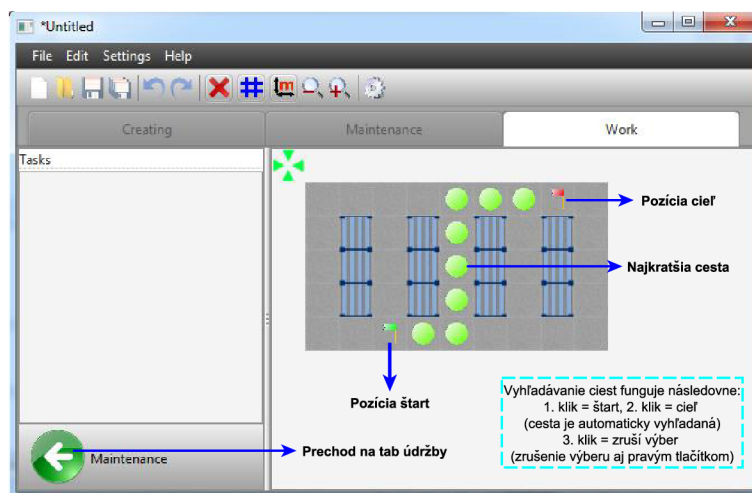 *Untitled
File Edit Settings Help
Creating
Maintenance
Work
Tasks
Pozícia cieľ
Najkratšia cesta
Pozícia štart
Vyhľadávanie ciest funguje následovne:
1. klik = štart, 2. klik = cieľ
(cesta je automaticky vyhľadaná)
3. klik = zruší výber
(zrušenie výberu aj pravým tlačítkom)
Maintenance
Prechod na tab údržby